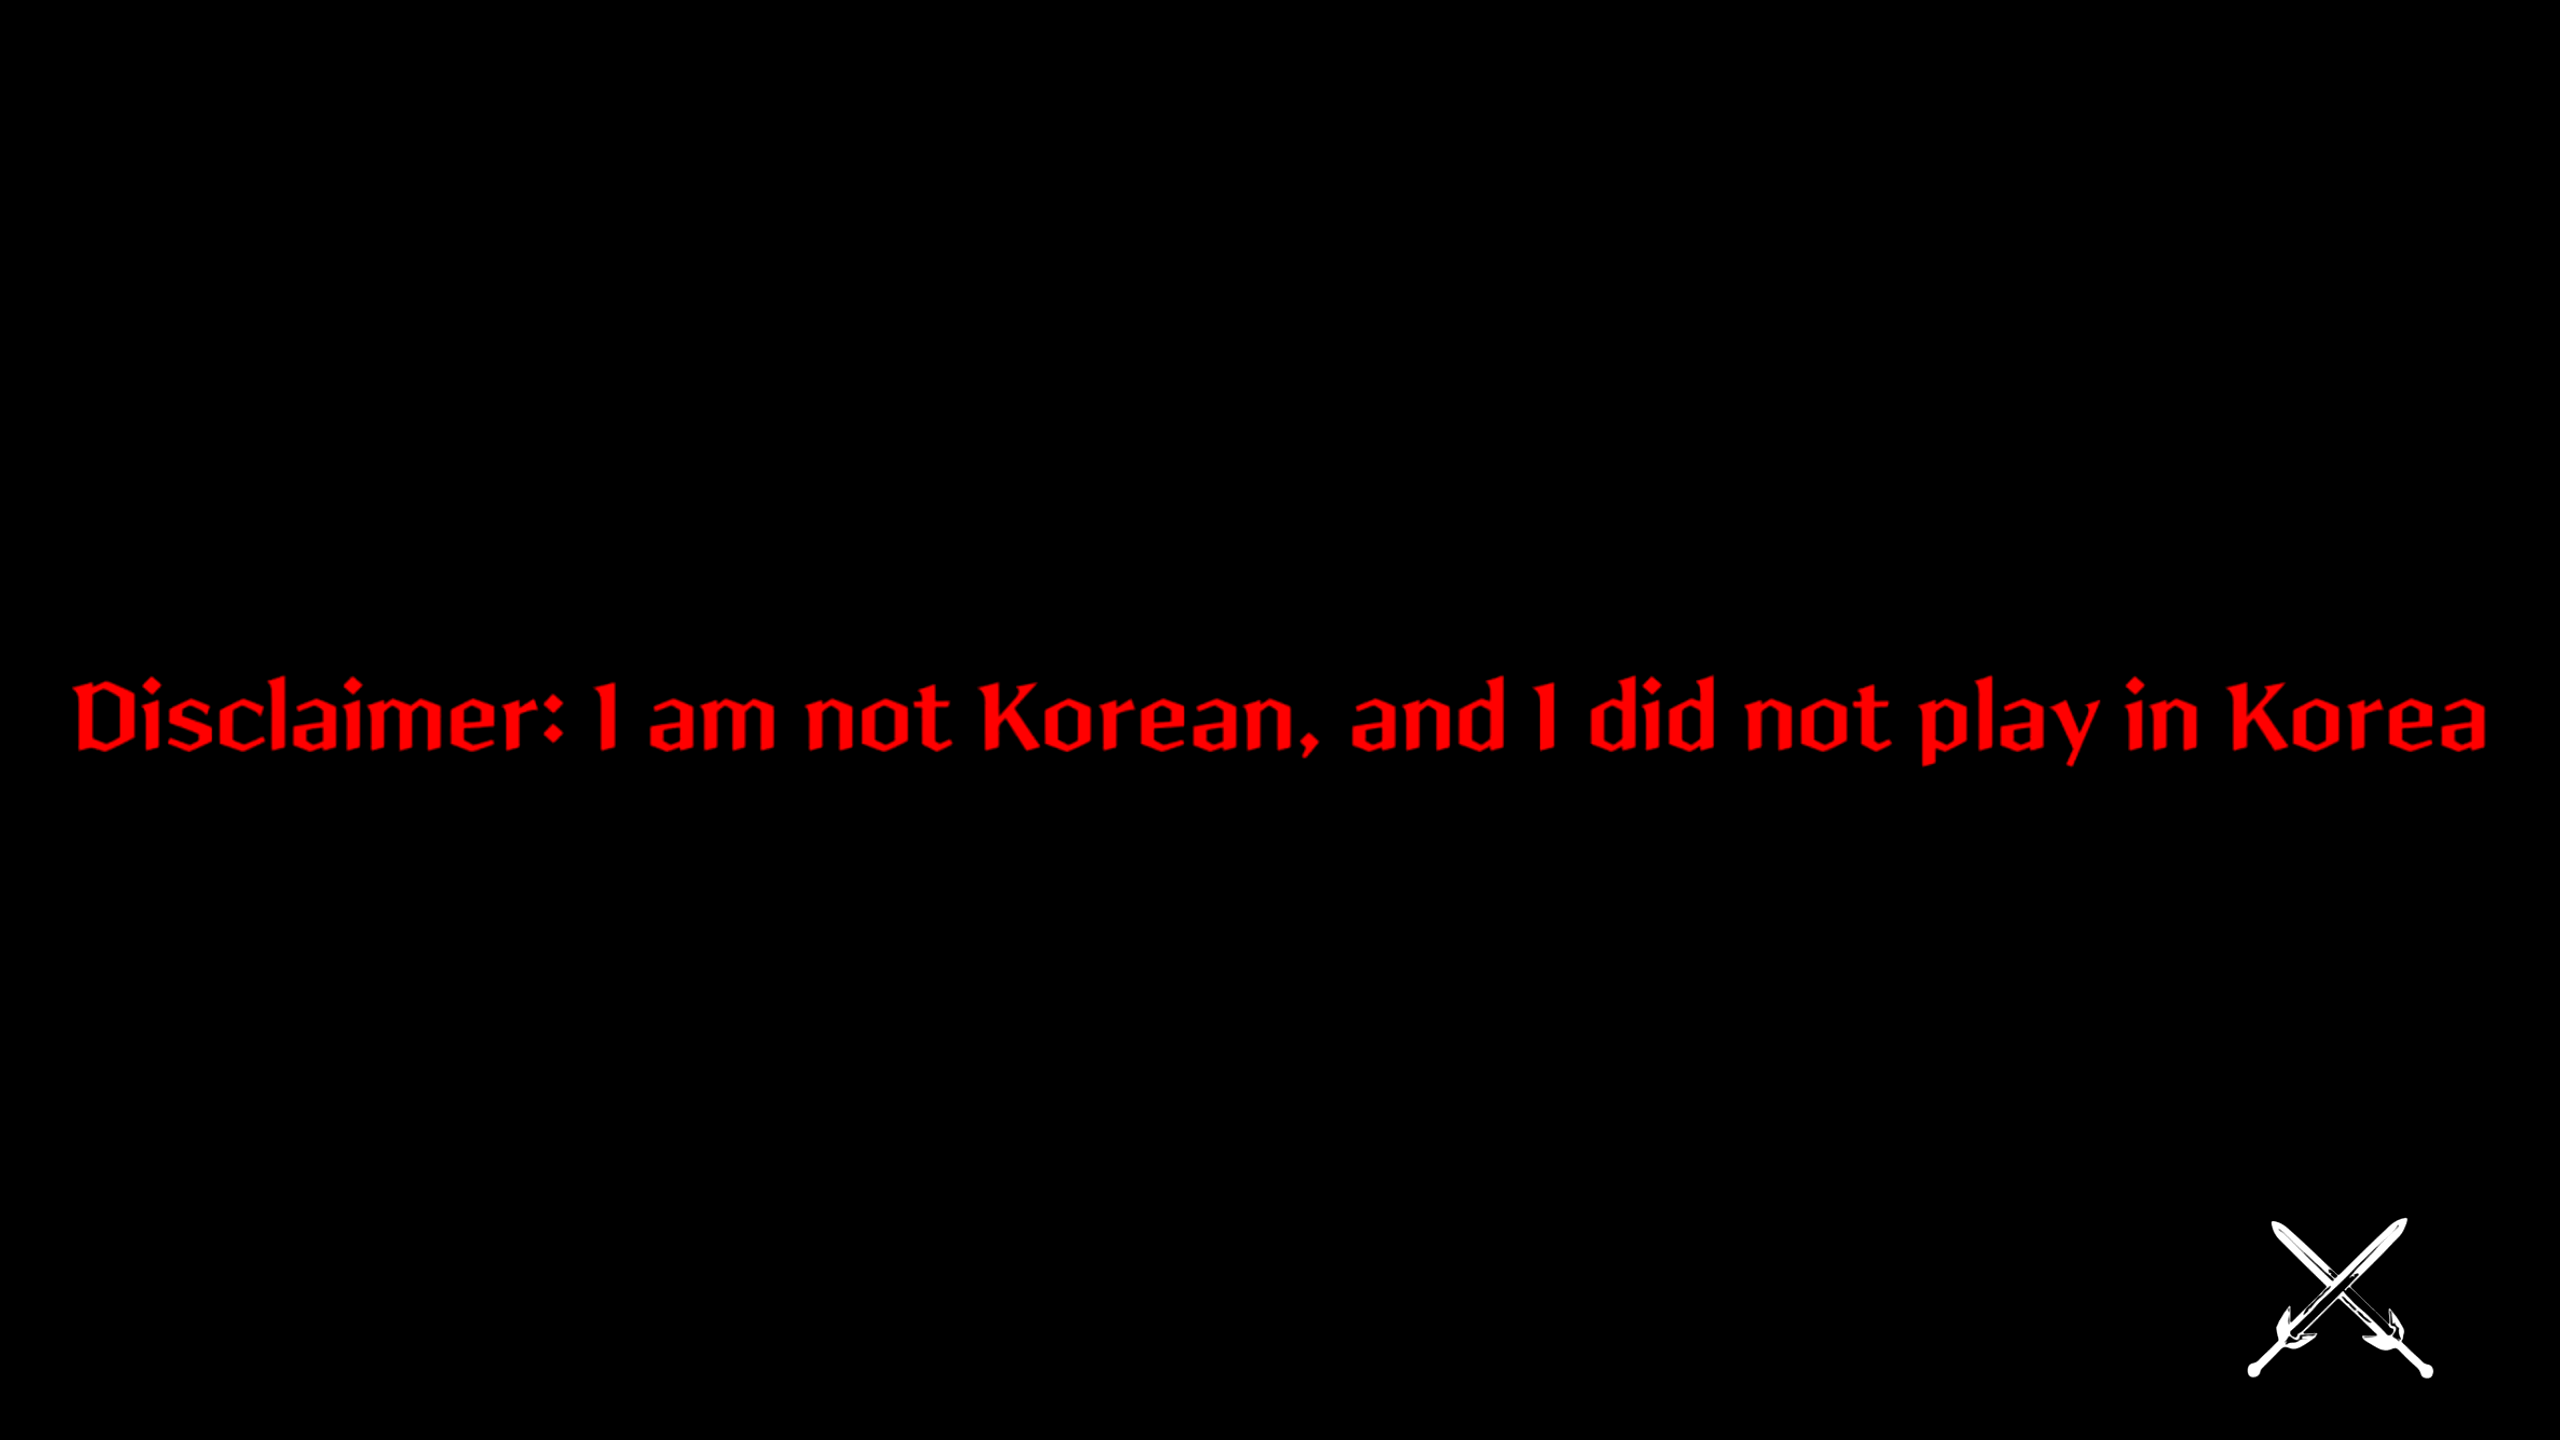 Disclaimer: I am not Korean, and I did not play in Korea